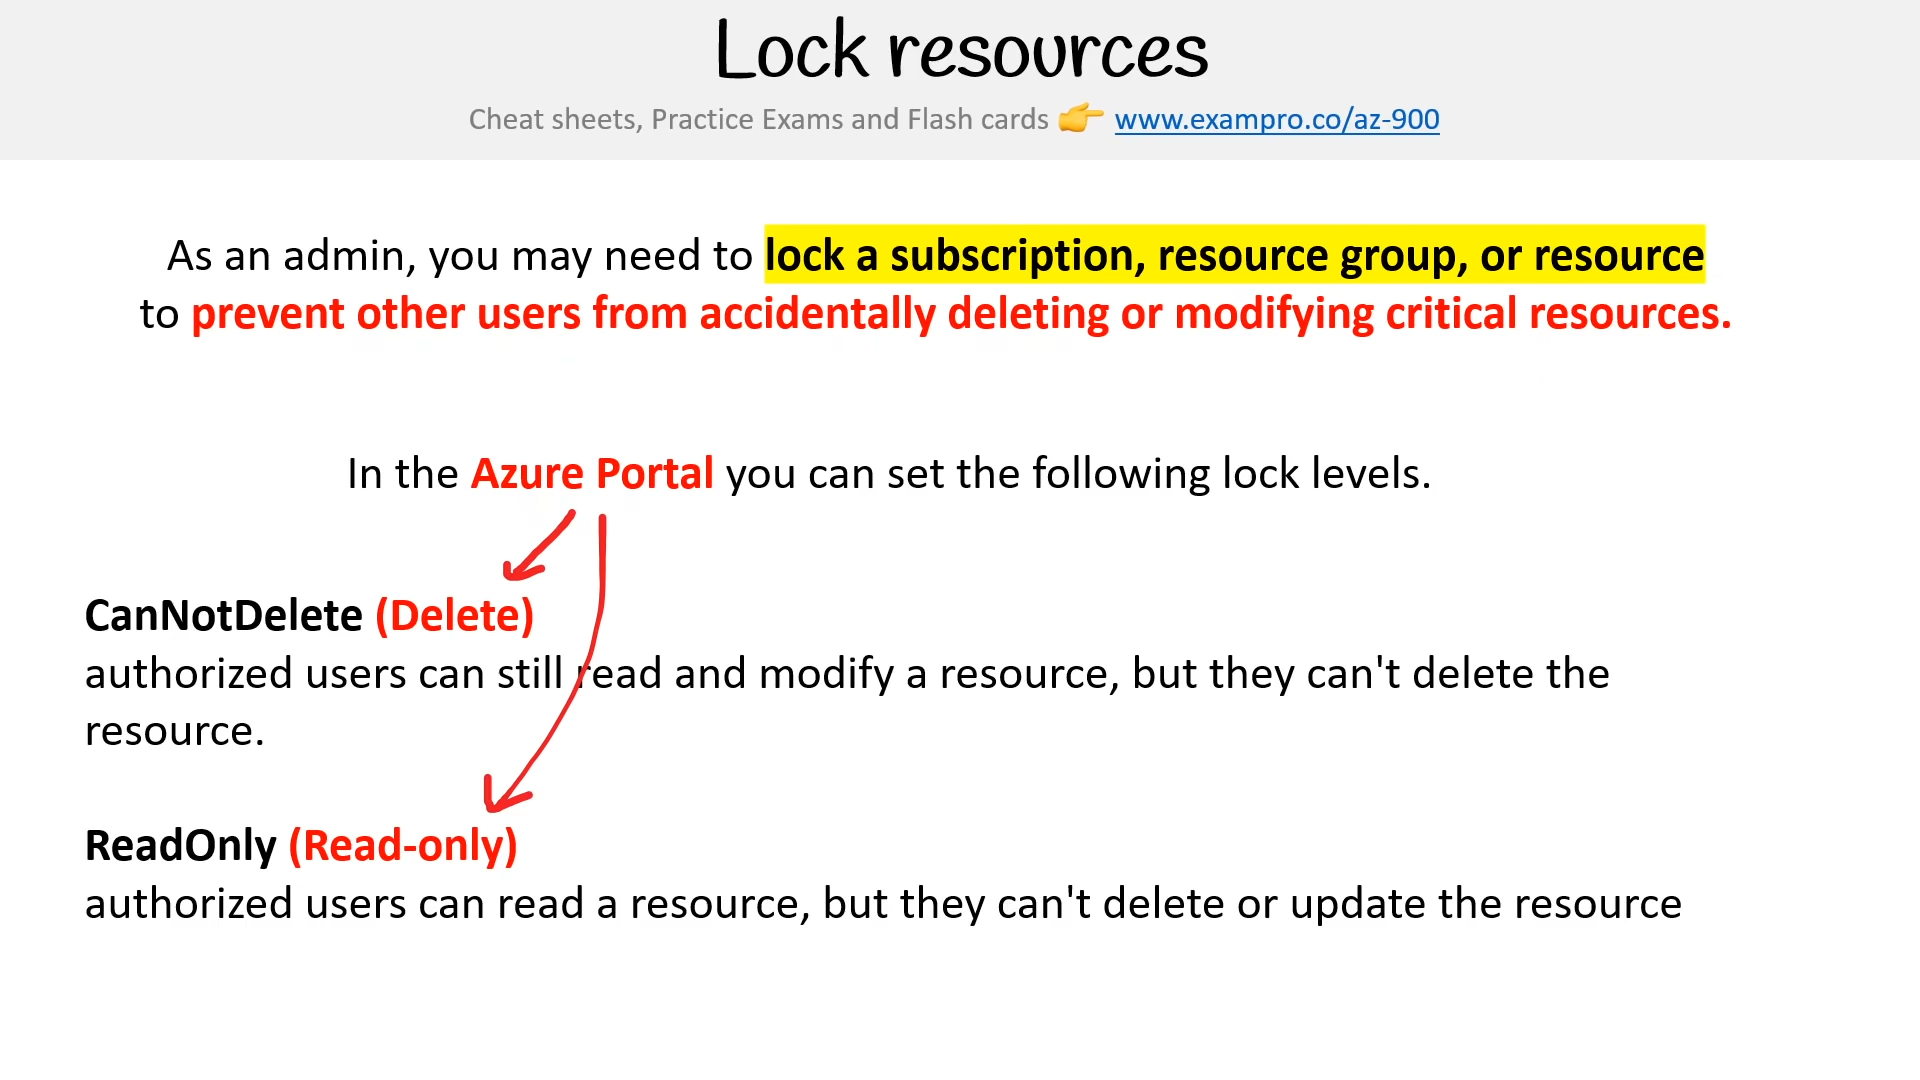 Lock resources
Cheat sheets, Practice Exams and Flash cards 👉 www.exampro.co/az-900
As an admin, you may need to lock a subscription, resource group, or resource
to prevent other users from accidentally deleting or modifying critical resources.
In the Azure Portal you can set the following lock levels.
CanNotDelete (Delete)
authorized users can still read and modify a resource, but they can't delete the
resource.
ReadOnly (Read-only)
authorized users can read a resource, but they can't delete or update the resource